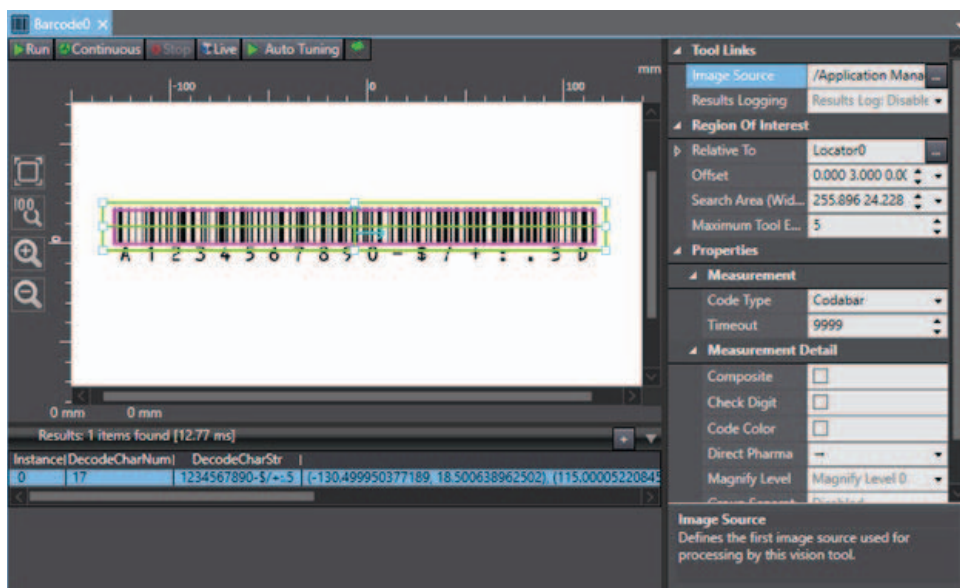 Barcode0 ×
Run Continuous Stop Live Auto Tuning
mm
-100 0 100
100
0
A 1 2 3 4 5 6 7 8 9 0 - $ / + : . 5 D
0 mm 0 mm
Results: 1 items found [12.77 ms]
+
Instance DecodeCharNum DecodeCharStr
0 17 1234567890-$/+:.5 (-130.499950377189, 18.500638962502), (115.00005220845
Tool Links
Image Source /Application Mana ...
Results Logging Results Log: Disable
Region Of Interest
Relative To Locator0 ...
Offset 0.000 3.000 0.0(
Search Area (Wid... 255.896 24.228
Maximum Tool E... 5
Properties
Measurement
Code Type Codabar
Timeout 9999
Measurement Detail
Composite
Check Digit
Code Color
Direct Pharma
Magnify Level Magnify Level 0
Image Source
Defines the first image source used for
processing by this vision tool.